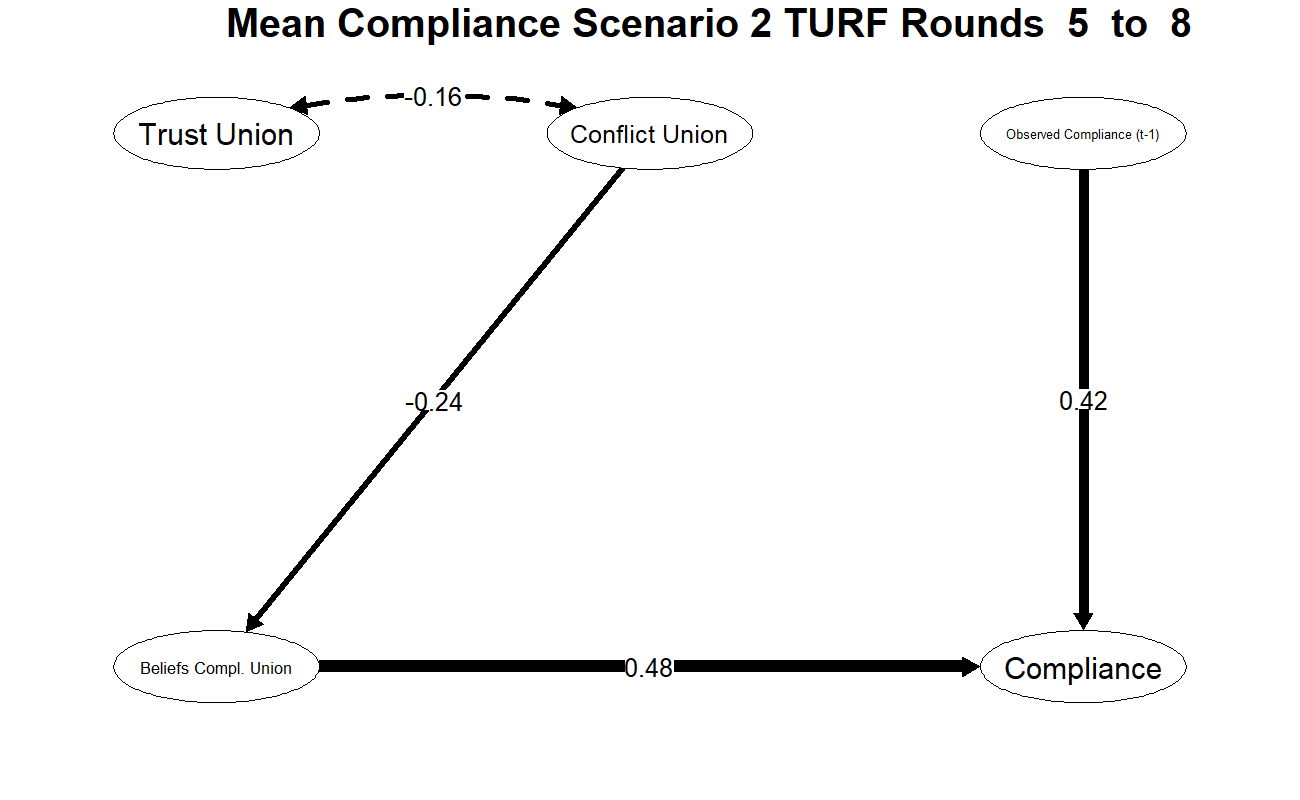 Mean Compliance Scenario 2 TURF Rounds 5 to 8
-0.16
Trust Union
Conflict Union
Observed Compliance (t-1)
-0.24
0.42
Beliefs Compl. Union
0.48
Compliance